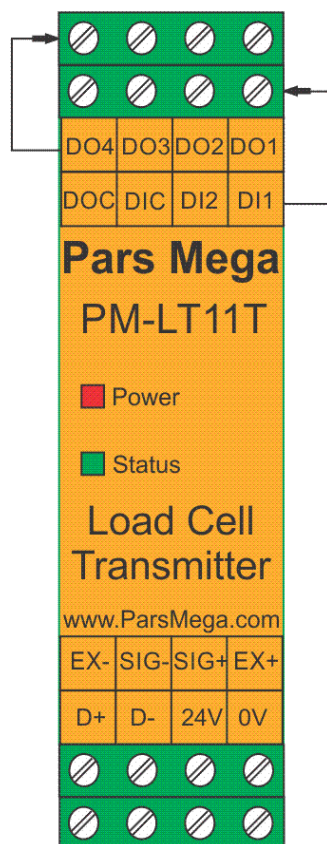 DO4 DO3 DO2 DO1
DOC DIC DI2 DI1
Pars Mega
PM-LT11T
Power
Status
Load Cell
Transmitter
www.ParsMega.com
EX- SIG- SIG+ EX+
D+ D- 24V 0V